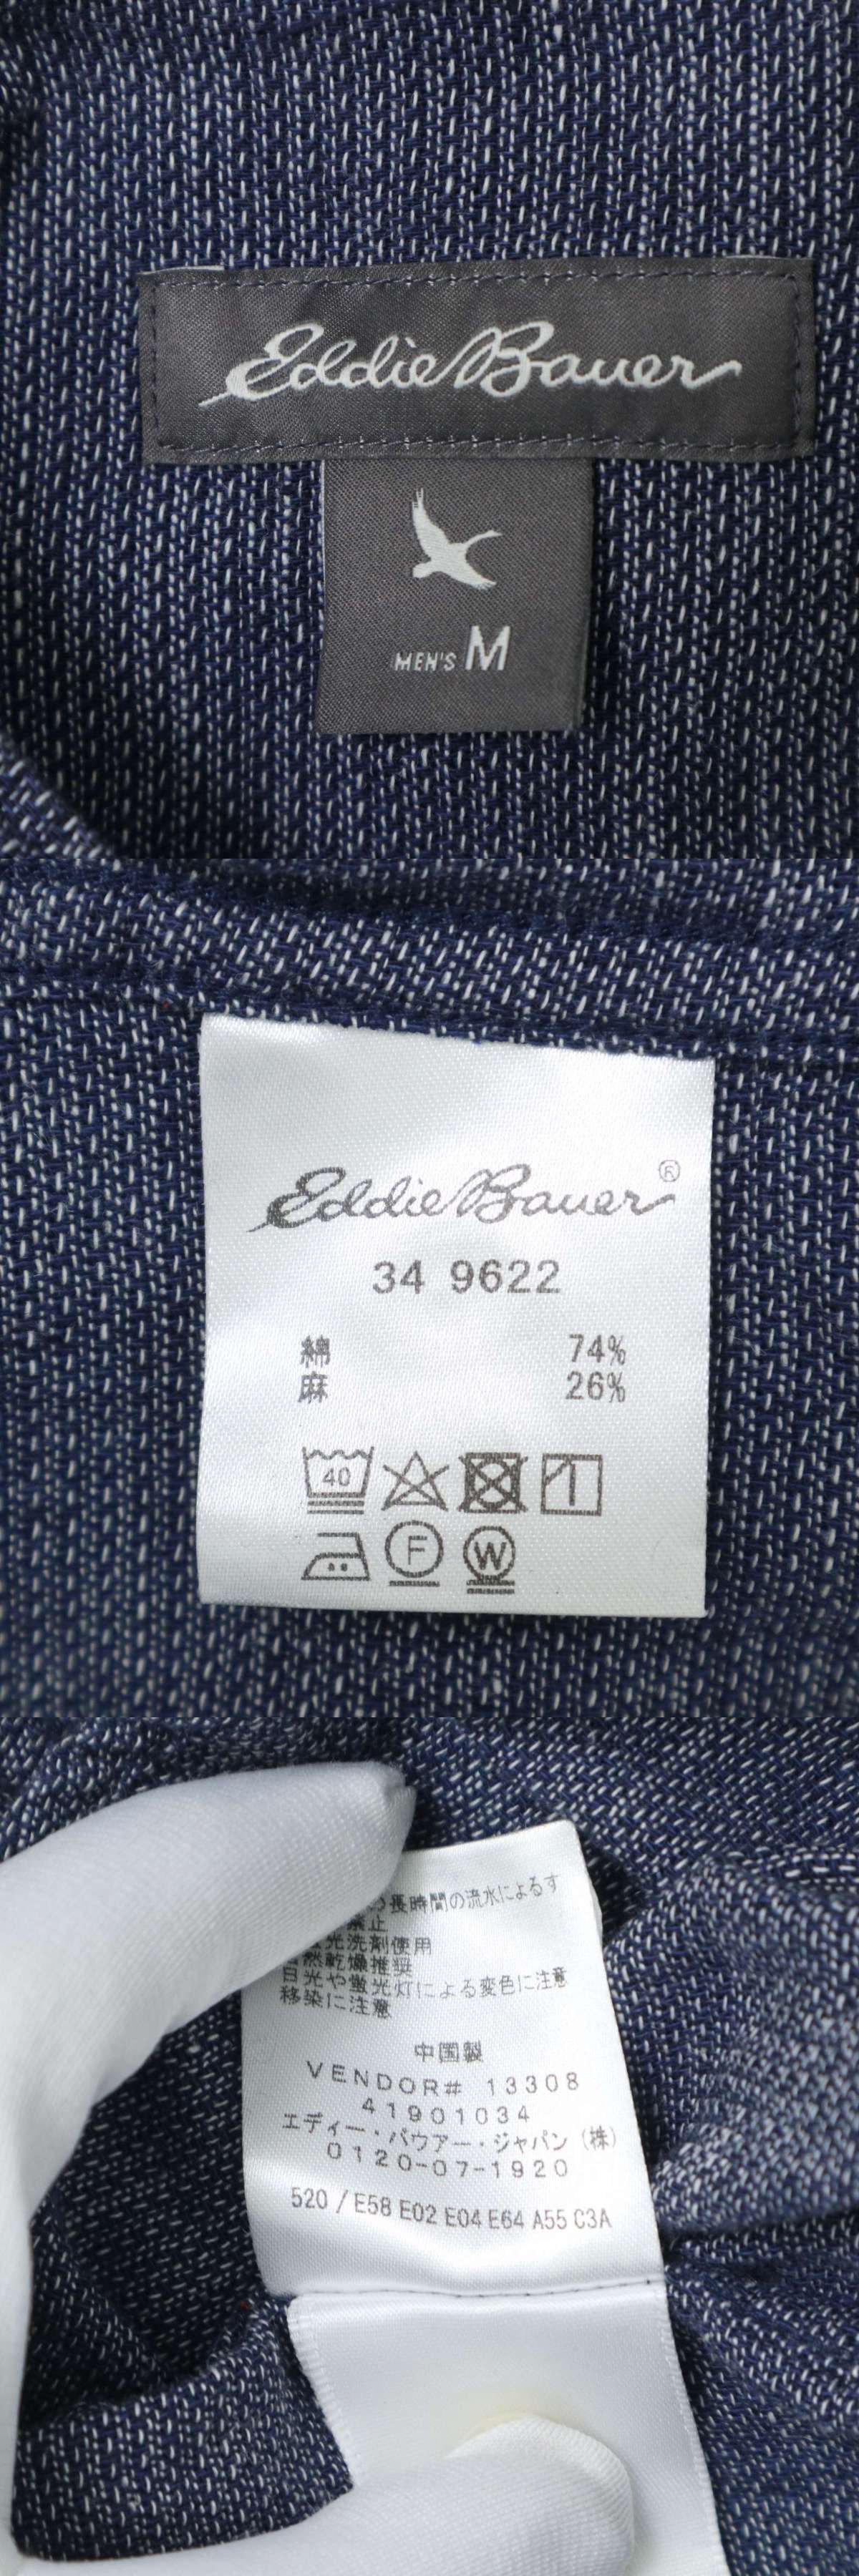 Eddie Bauer
MEN'S M
Eddie Bauer®
34 9622
綿 74%
麻 26%
40
F
W
長時間の流水によるす
禁止
光洗剤使用
然乾燥推奨
日光や蛍光灯による変色に注意
移染に注意
中国製
VENDOR# 13308
41901034
エディー・バウアー・ジャパン (株)
0120-07-1920
520 / E58 E02 E04 E64 A55 C3A